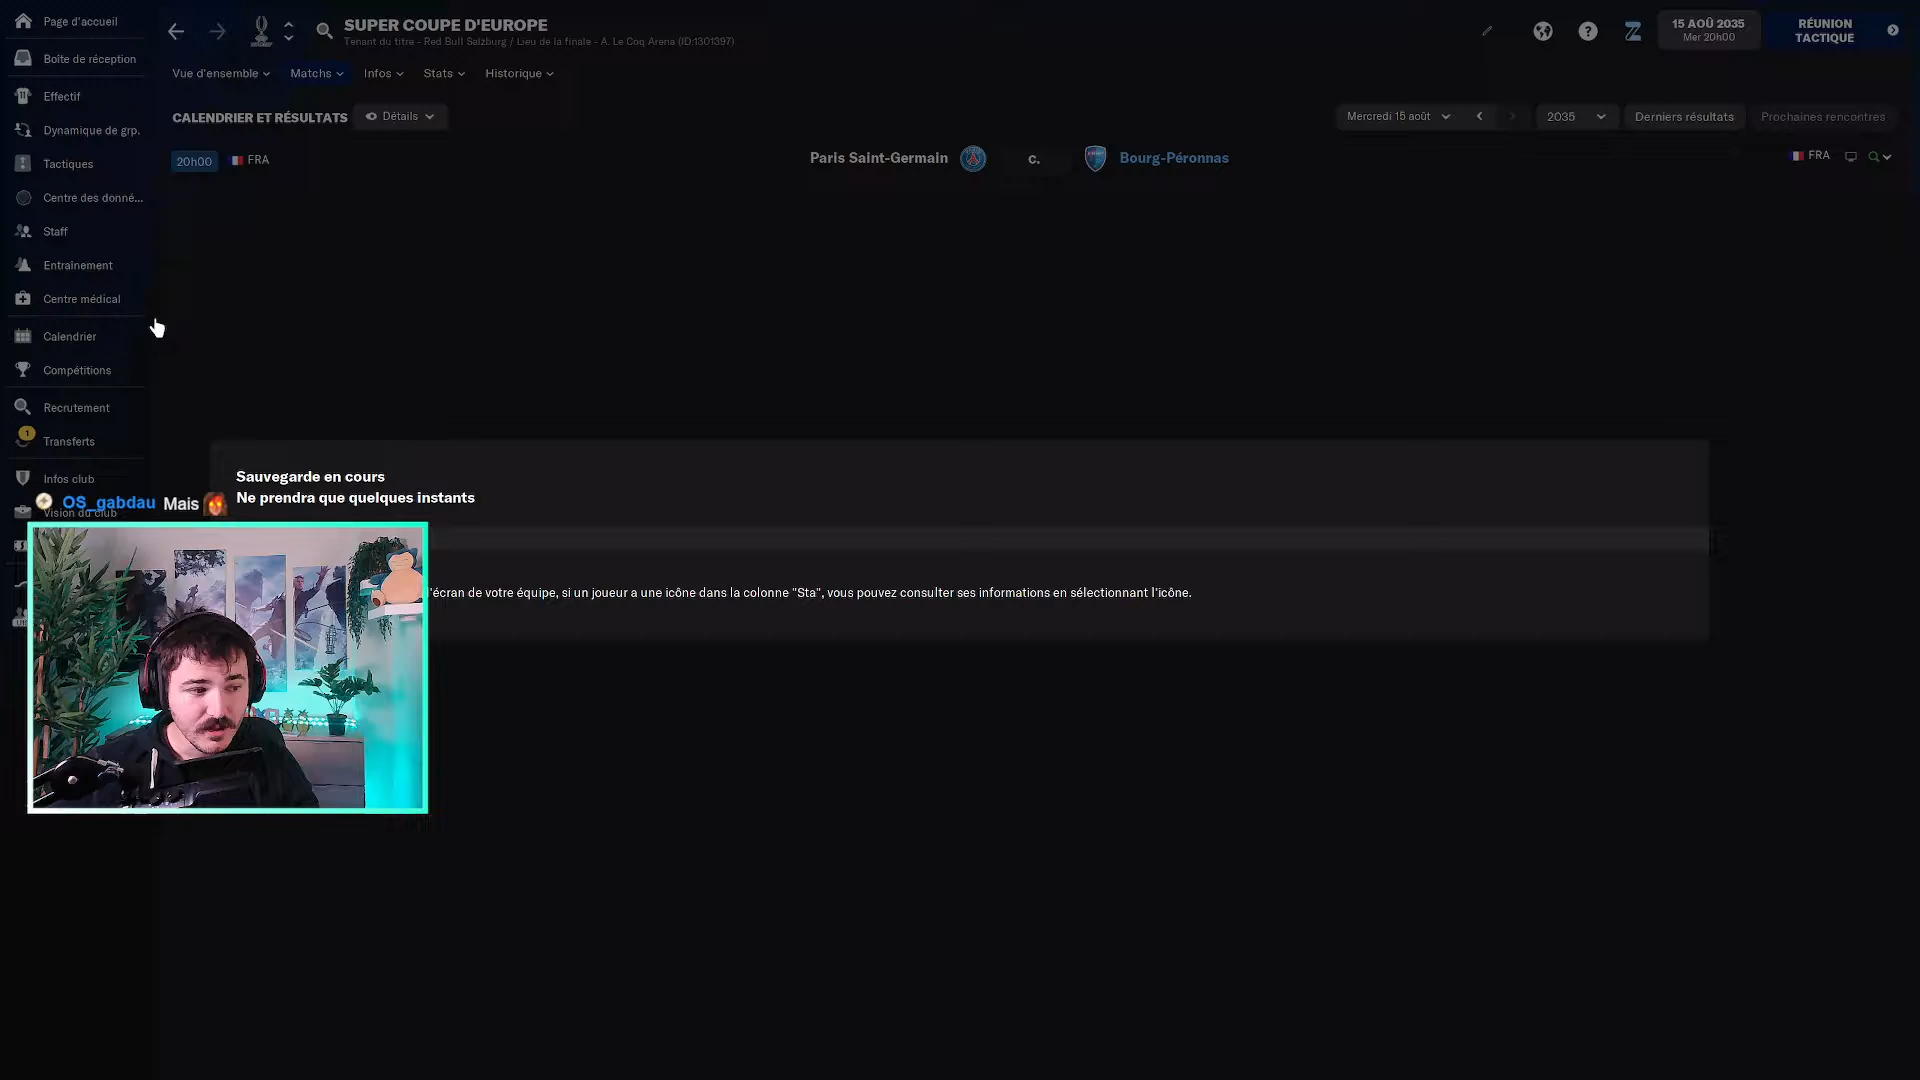 Page d'accueil
Boîte de réception
Effectif
Dynamique de grp.
Tactiques
Centre des donné...
Staff
Entraînement
Centre médical
Calendrier
Compétitions
Recrutement
1
Transferts
Infos club
Vision du club
SUPER COUPE D'EUROPE
Tenant du titre - Red Bull Salzburg / Lieu de la finale - A. Le Coq Arena (ID:1301397)
15 AOÛ 2035
Mer 20h00
RÉUNION
TACTIQUE
Vue d'ensemble
Matchs
Infos
Stats
Historique
CALENDRIER ET RÉSULTATS
Détails
Mercredi 15 août
2035
Derniers résultats
Prochaines rencontres
20h00
FRA
Paris Saint-Germain
c.
Bourg-Péronnas
FRA
Sauvegarde en cours
Ne prendra que quelques instants
OS_gabdau Mais
'écran de votre équipe, si un joueur a une icône dans la colonne "Sta", vous pouvez consulter ses informations en sélectionnant l'icône.